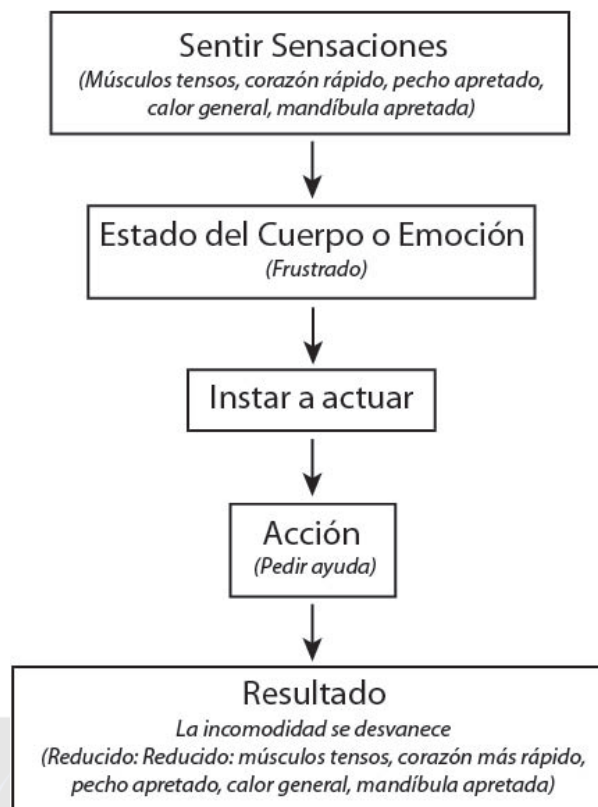 Sentir Sensaciones
(Músculos tensos, corazón rápido, pecho apretado,
calor general, mandíbula apretada)
Estado del Cuerpo o Emoción
(Frustrado)
Instar a actuar
Acción
(Pedir ayuda)
Resultado
La incomodidad se desvanece
(Reducido: Reducido: músculos tensos, corazón más rápido,
pecho apretado, calor general, mandíbula apretada)